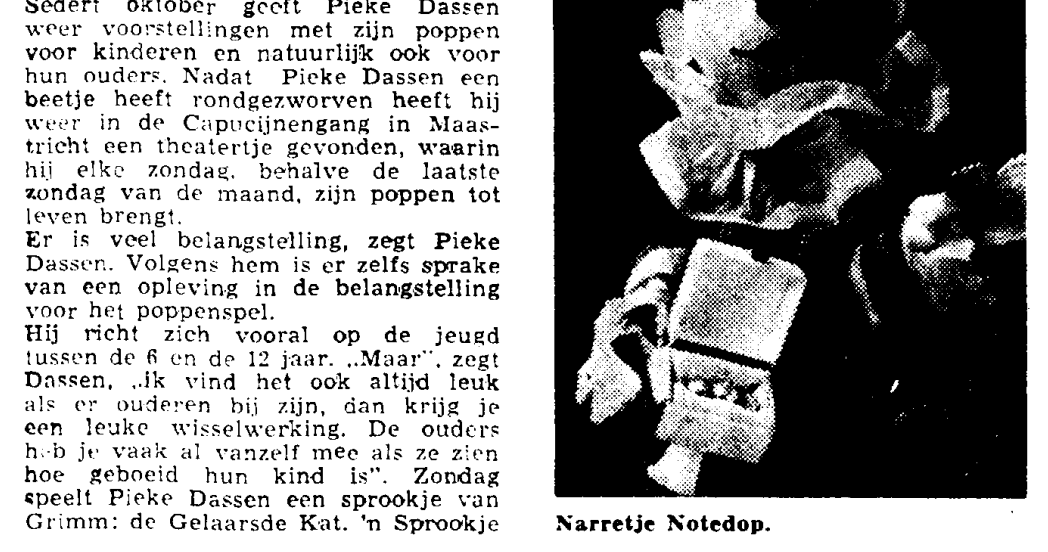 Sedert oktober geeft Pieke Dassen
weer voorstellingen met zijn poppen
voor kinderen en natuurlijk ook voor
hun ouders. Nadat Pieke Dassen een
beetje heeft rondgezworven heeft hij
weer in de Capucijnengang in Maas-
tricht een theatertje gevonden, waarin
hij elke zondag, behalve de laatste
zondag van de maand, zijn poppen tot
leven brengt.
Er is veel belangstelling, zegt Pieke
Dassen. Volgens hem is er zelfs sprake
van een opleving in de belangstelling
voor het poppenspel.
Hij richt zich vooral op de jeugd
tussen de 6 en de 12 jaar. „Maar”, zegt
Dassen, „ik vind het ook altijd leuk
als er ouderen bij zijn, dan krijg je
een leuke wisselwerking. De ouders
heb je vaak al vanzelf mee als ze zien
hoe geboeid hun kind is”. Zondag
speelt Pieke Dassen een sprookje van
Grimm: de Gelaarsde Kat. 'n Sprookje
Narretje Notedop.